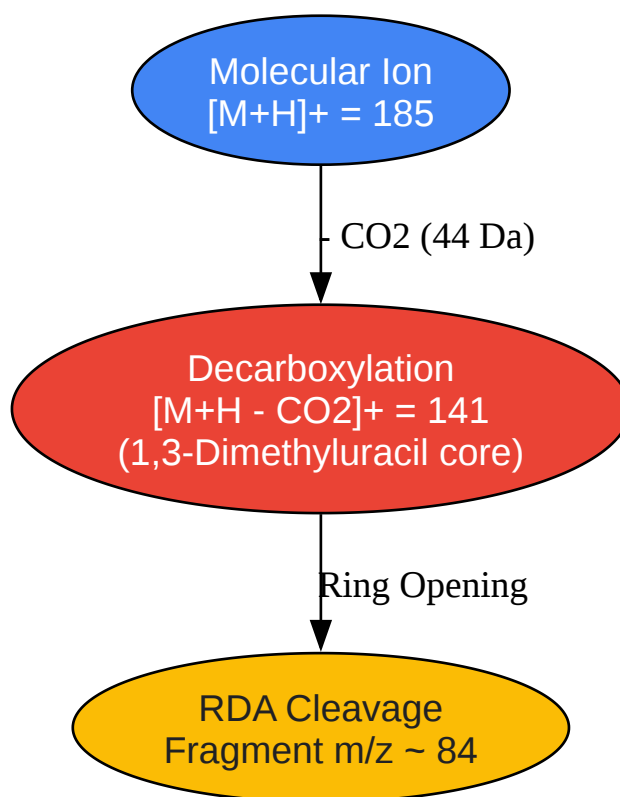 Molecular Ion
[M+H]+ = 185
- CO2 (44 Da)
Decarboxylation
[M+H - CO2]+ = 141
(1,3-Dimethyluracil core)
Ring Opening
RDA Cleavage
Fragment m/z ~ 84